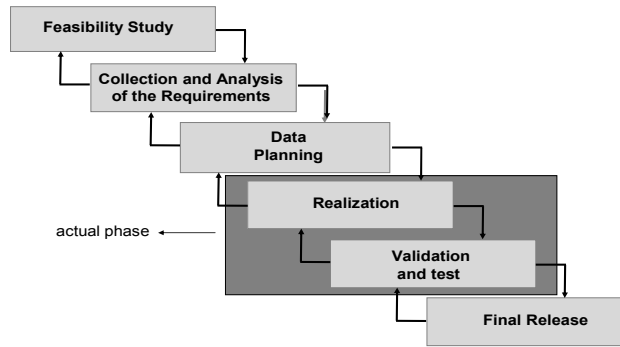 Feasibility Study
Collection and Analysis
of the Requirements
Data
Planning
Realization
actual phase
Validation
and test
Final Release